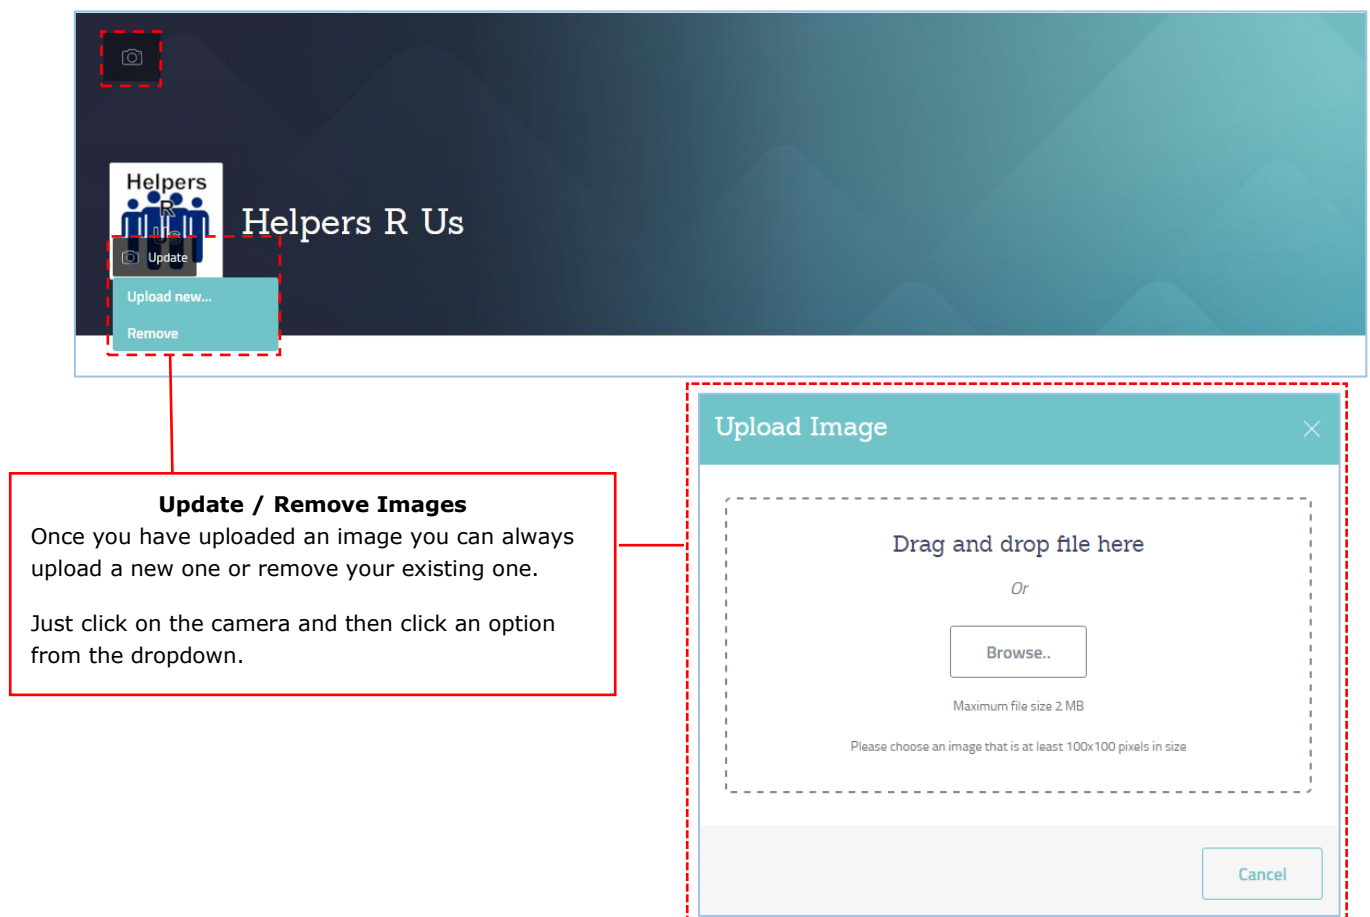 Helpers
R
Us
Helpers R Us
Update
Upload new...
Remove
Update / Remove Images
Once you have uploaded an image you can always
upload a new one or remove your existing one.
Just click on the camera and then click an option
from the dropdown.
Upload Image
Drag and drop file here
Or
Browse..
Maximum file size 2 MB
Please choose an image that is at least 100x100 pixels in size
Cancel